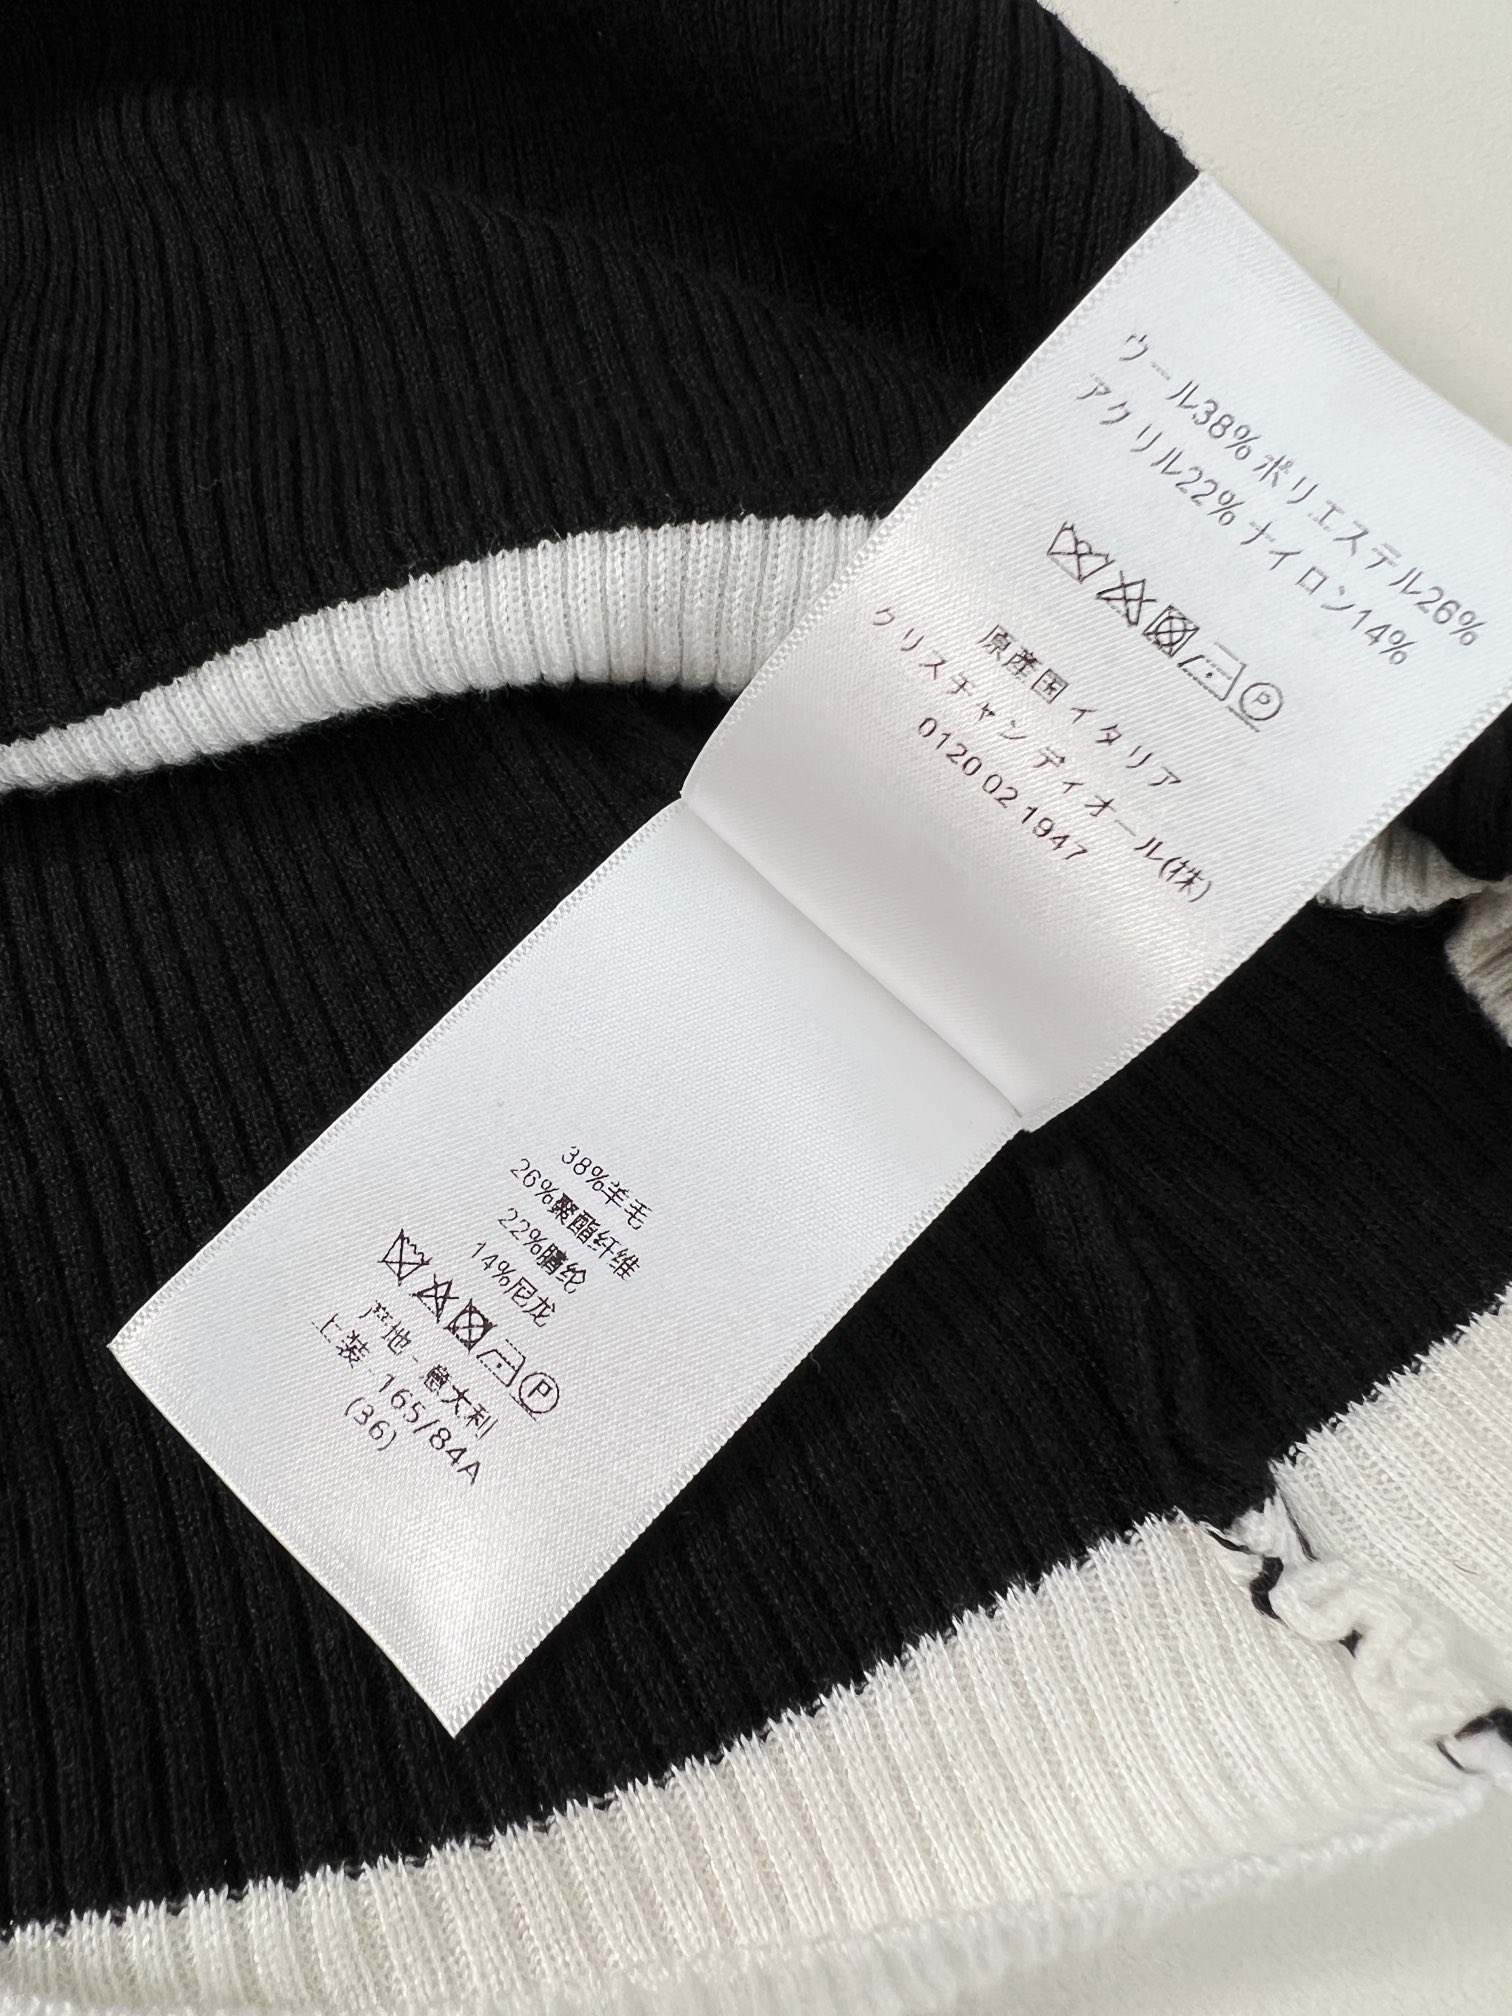 ウール38% ポリエステル26%
アクリル22% ナイロン14%
P
原産国 イタリア
クリスチャン ディオール(株)
0120 02 1947
38%羊毛
26%聚酯纤维
22%腈纶
14%尼龙
P
产地 - 意大利
上装 - 165/84A
(36)